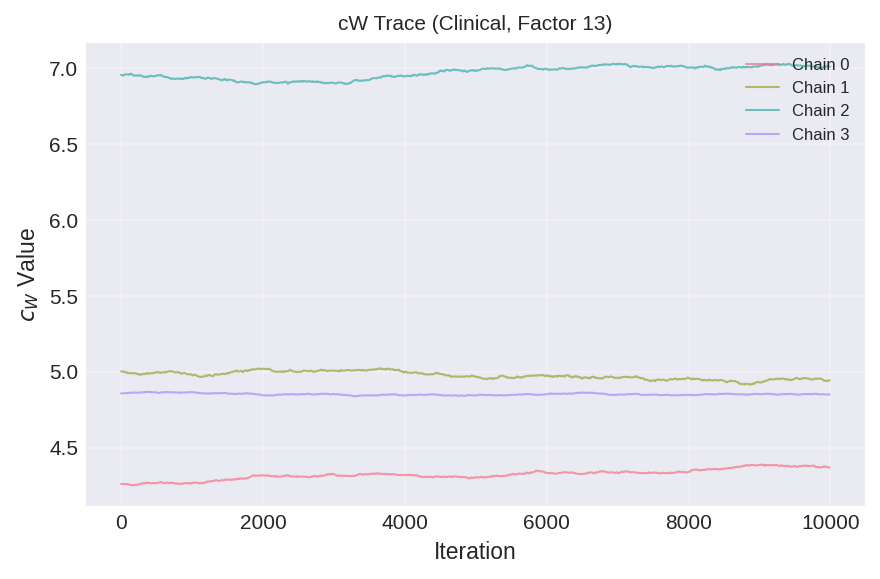 cW Trace (Clinical, Factor 13)
7.0
6.5
6.0
5.5
5.0
4.5
c_W Value
Chain 0
Chain 1
Chain 2
Chain 3
0 2000 4000 6000 8000 10000
Iteration